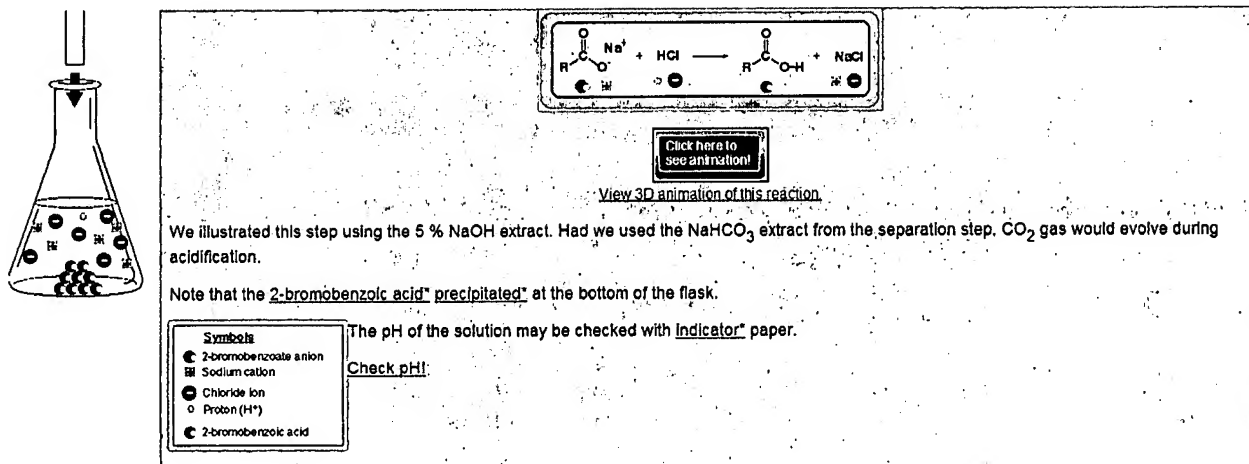 O
Na+ + HCl → O + NaCl
R O- R O-H
Click here to
see animation!
View 3D animation of this reaction.
We illustrated this step using the 5 % NaOH extract. Had we used the NaHCO3 extract from the separation step, CO2 gas would evolve during
acidification.
Note that the 2-bromobenzoic acid* precipitated* at the bottom of the flask.
The pH of the solution may be checked with Indicator* paper.
Check pH!
Symbols
2-bromobenzoate anion
Sodium cation
Chloride ion
Proton (H+)
2-bromobenzoic acid